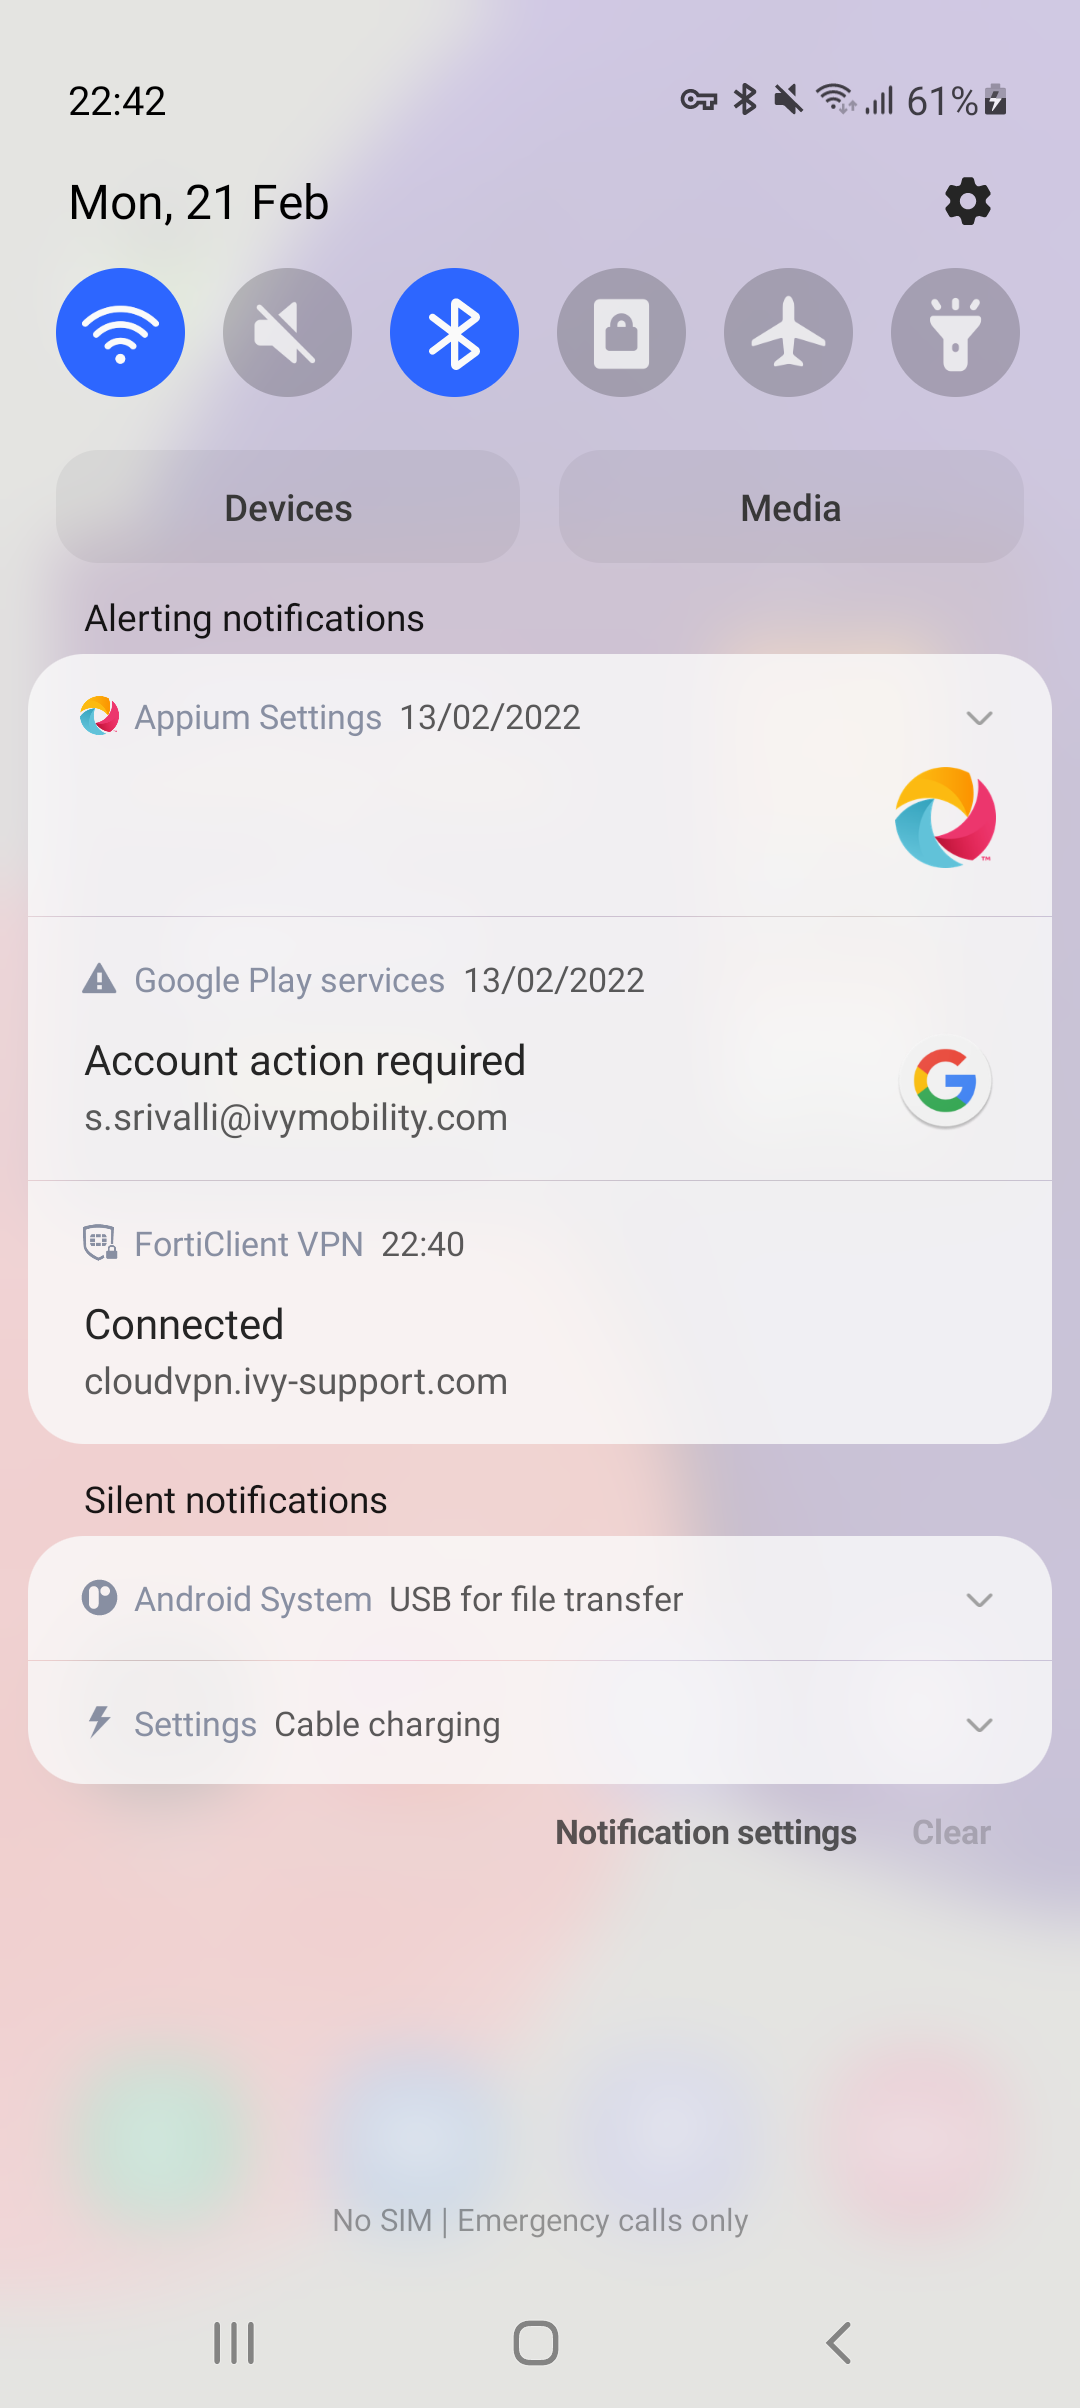 22:42
61%
Mon, 21 Feb
Devices
Media
Alerting notifications
Appium Settings 13/02/2022
TM
Google Play services 13/02/2022
Account action required
s.srivalli@ivymobility.com
FortiClient VPN 22:40
Connected
cloudvpn.ivy-support.com
Silent notifications
Android System USB for file transfer
Settings Cable charging
Notification settings
Clear
No SIM | Emergency calls only